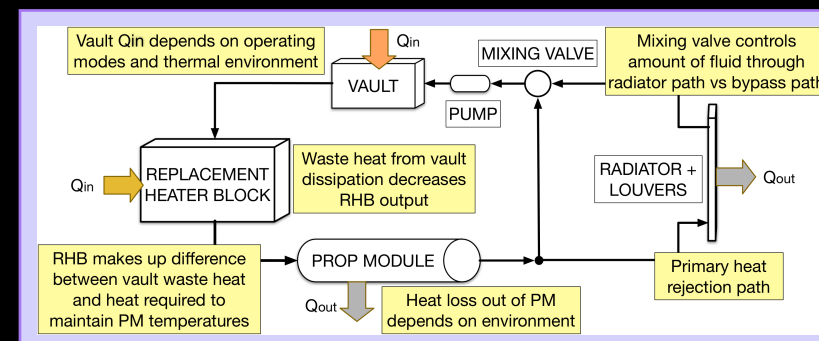 Vault Qin depends on operating
modes and thermal environment
Qin
MIXING VALVE
Mixing valve controls
amount of fluid through
radiator path vs bypass path
VAULT
PUMP
REPLACEMENT
HEATER BLOCK
Qin
Waste heat from vault
dissipation decreases
RHB output
RADIATOR +
LOUVERS
Qout
RHB makes up difference
between vault waste heat
and heat required to
maintain PM temperatures
PROP MODULE
Qout
Heat loss out of PM
depends on environment
Primary heat
rejection path